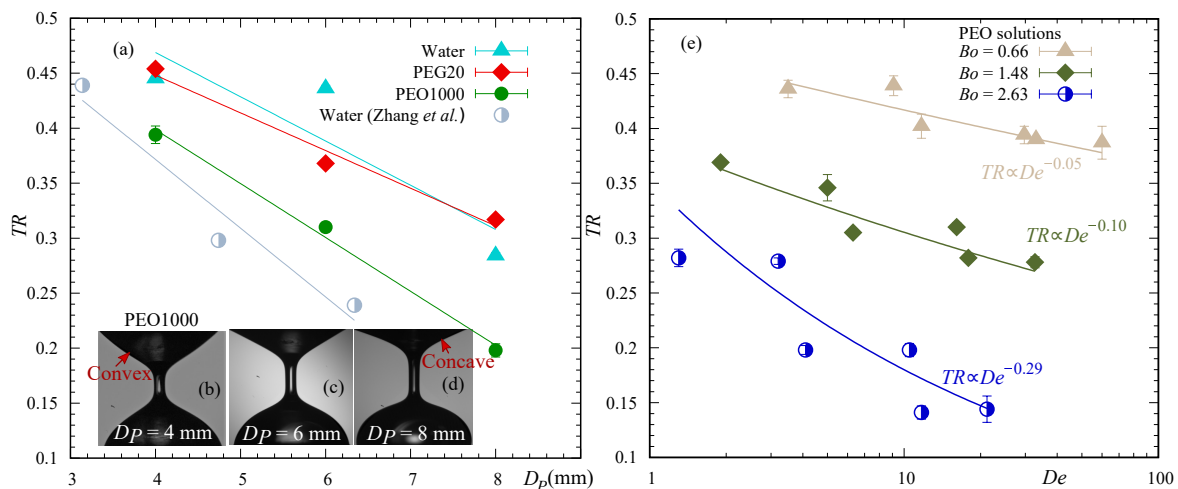 (a)
Water
PEG20
PEO1000
Water (Zhang et al.)
TR
0.5
0.45
0.4
0.35
0.3
0.25
0.2
0.15
0.1
3
4
5
6
7
8
D_P(mm)
PEO1000
Convex
(b)
D_P = 4 mm
(c)
D_P = 6 mm
Concave
(d)
D_P = 8 mm
(e)
PEO solutions
Bo = 0.66
Bo = 1.48
Bo = 2.63
TR
0.5
0.45
0.4
0.35
0.3
0.25
0.2
0.15
0.1
TR∝De^−0.05
TR∝De^−0.10
TR∝De^−0.29
1
10
De
100